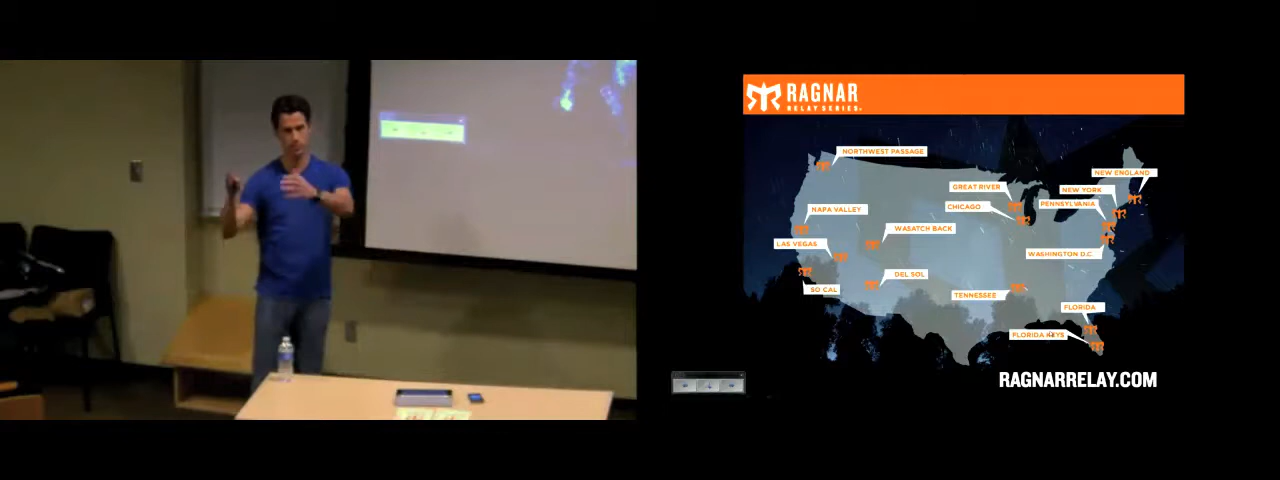 RAGNAR
RELAY SERIES
NORTHWEST PASSAGE
NEW ENGLAND
GREAT RIVER
NEW YORK
CHICAGO
PENNSYLVANIA
NAPA VALLEY
WASATCH BACK
LAS VEGAS
WASHINGTON D.C.
DEL SOL
SO CAL
TENNESSEE
FLORIDA
FLORIDA KEYS
RAGNARRELAY.COM